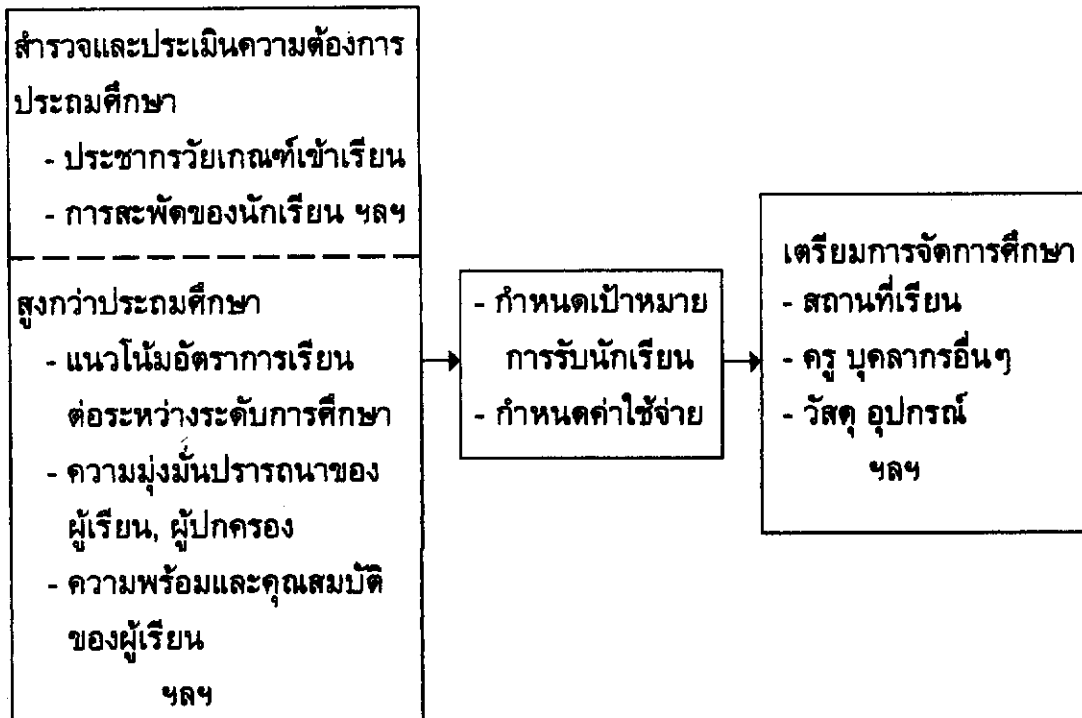 สำรวจและประเมินความต้องการ
ประถมศึกษา
- ประชากรวัยเกณฑ์เข้าเรียน
- การสะพัดของนักเรียน ฯลฯ
สูงกว่าประถมศึกษา
- แนวโน้มอัตราการเรียน
ต่อระหว่างระดับการศึกษา
- ความมุ่งมั่นปรารถนาของ
ผู้เรียน, ผู้ปกครอง
- ความพร้อมและคุณสมบัติ
ของผู้เรียน
ฯลฯ
- กำหนดเป้าหมาย
การรับนักเรียน
- กำหนดค่าใช้จ่าย
เตรียมการจัดการศึกษา
- สถานที่เรียน
- ครู บุคลากรอื่นๆ
- วัสดุ อุปกรณ์
ฯลฯ